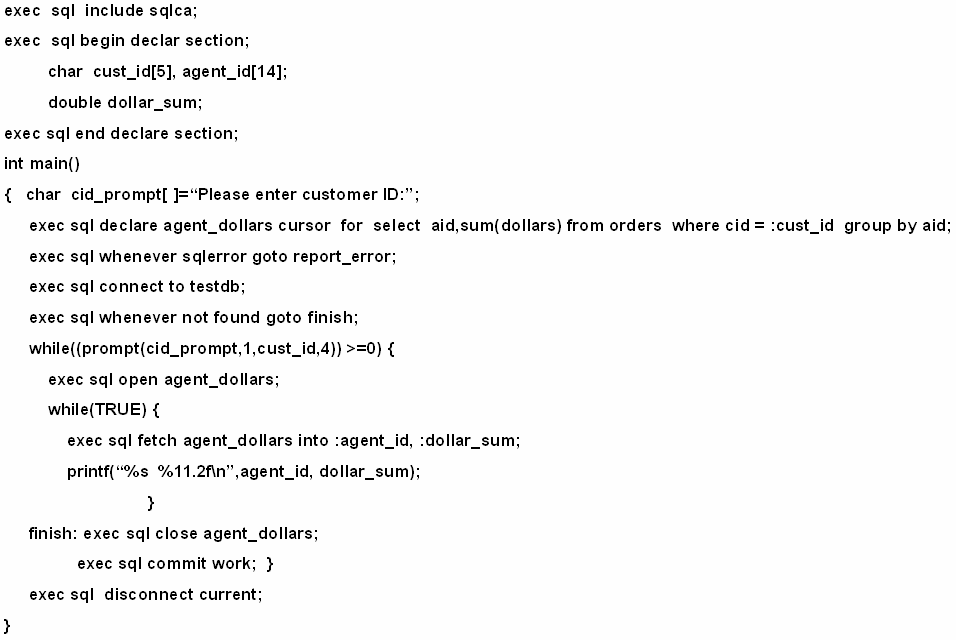 exec sql include sqlca;
exec sql begin declar section;
char cust_id[5], agent_id[14];
double dollar_sum;
exec sql end declare section;
int main()
{ char cid_prompt[ ]=“Please enter customer ID:”;
exec sql declare agent_dollars cursor for select aid,sum(dollars) from orders where cid = :cust_id group by aid;
exec sql whenever sqlerror goto report_error;
exec sql connect to testdb;
exec sql whenever not found goto finish;
while((prompt(cid_prompt,1,cust_id,4)) >=0) {
exec sql open agent_dollars;
while(TRUE) {
exec sql fetch agent_dollars into :agent_id, :dollar_sum;
printf(“%s %11.2f\n”,agent_id, dollar_sum);
}
finish: exec sql close agent_dollars;
exec sql commit work; }
exec sql disconnect current;
}